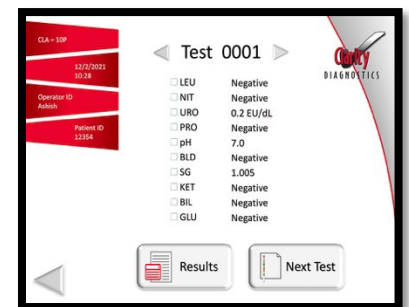 CLA – 10P
12/2/2021
10:28
Operator ID
Ashish
Patient ID
12354
Test 0001
Clarity
DIAGNOSTICS
LEU Negative
NIT Negative
URO 0.2 EU/dL
PRO Negative
pH 7.0
BLD Negative
SG 1.005
KET Negative
BIL Negative
GLU Negative
Results
Next Test